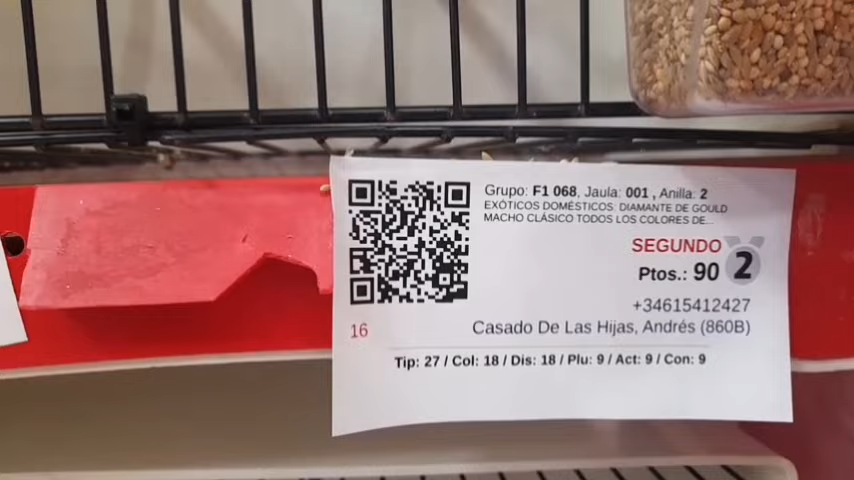 Grupo: F1 068, Jaula: 001 , Anilla: 2
EXÓTICOS DOMÉSTICOS: DIAMANTE DE GOULD
MACHO CLÁSICO TODOS LOS COLORES DE...
SEGUNDO
Ptos.: 90 2
+34615412427
16
Casado De Las Hijas, Andrés (860B)
Tip: 27 / Col: 18 / Dis: 18 / Plu: 9 / Act: 9 / Con: 9